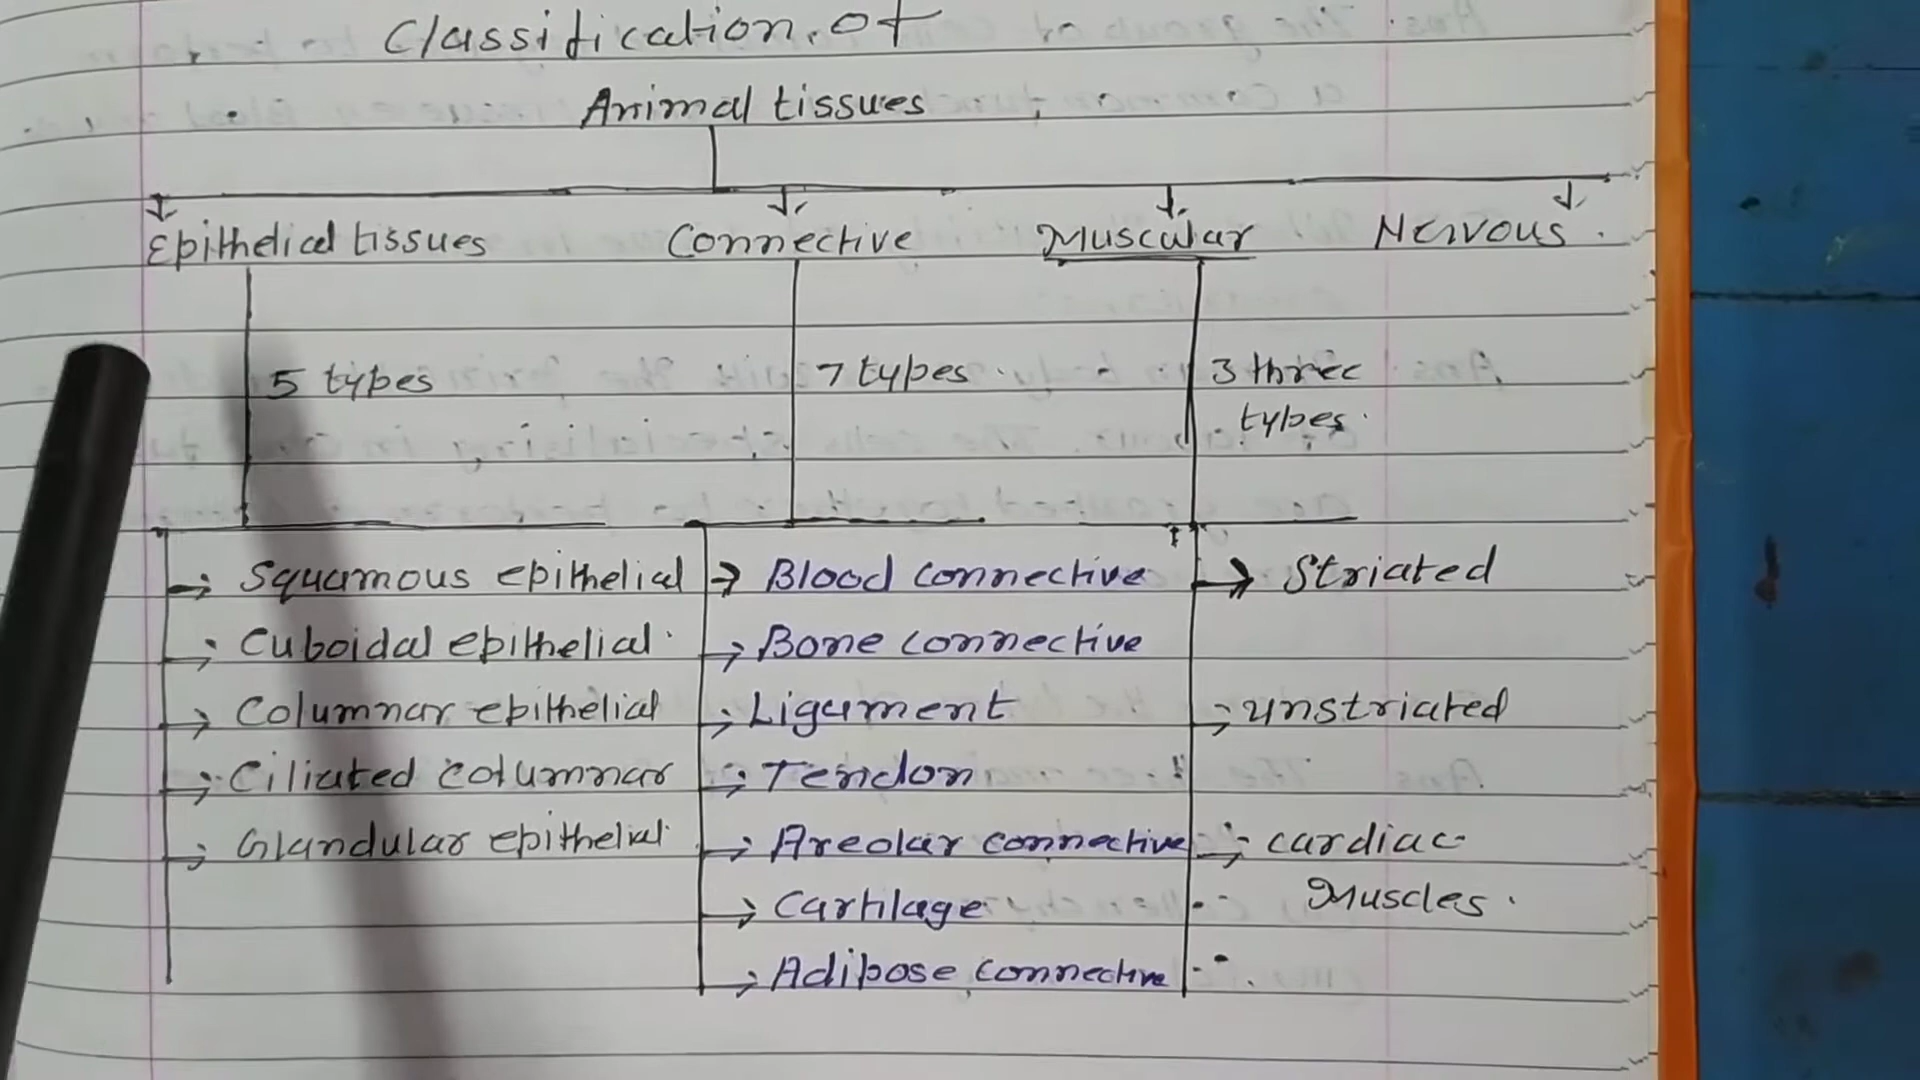 Classification of
Animal tissues
Epithelial tissues Connective Muscular Nervous
5 types 7 types 3 three
types
Squamous epithelial Blood connective Striated
Cuboidal epithelial Bone connective
Columnar epithelial Ligament unstriated
Ciliated columnar Tendon
Glandular epithelial Areolar connective cardiac
Cartilage Muscles.
Adipose connective